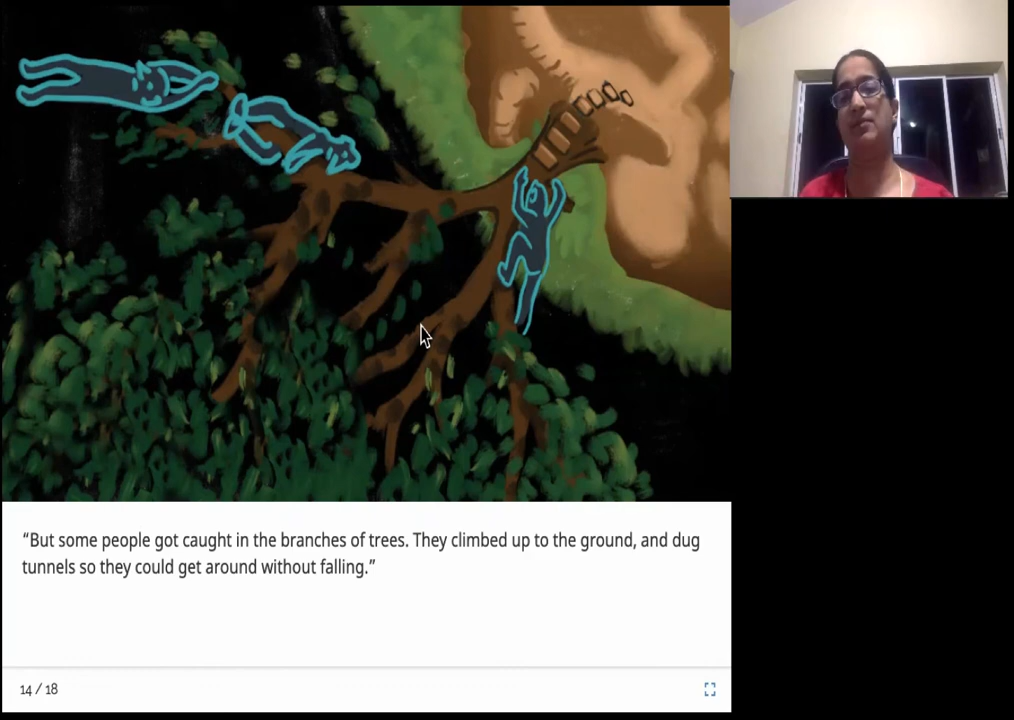 “But some people got caught in the branches of trees. They climbed up to the ground, and dug
tunnels so they could get around without falling.”
14 / 18